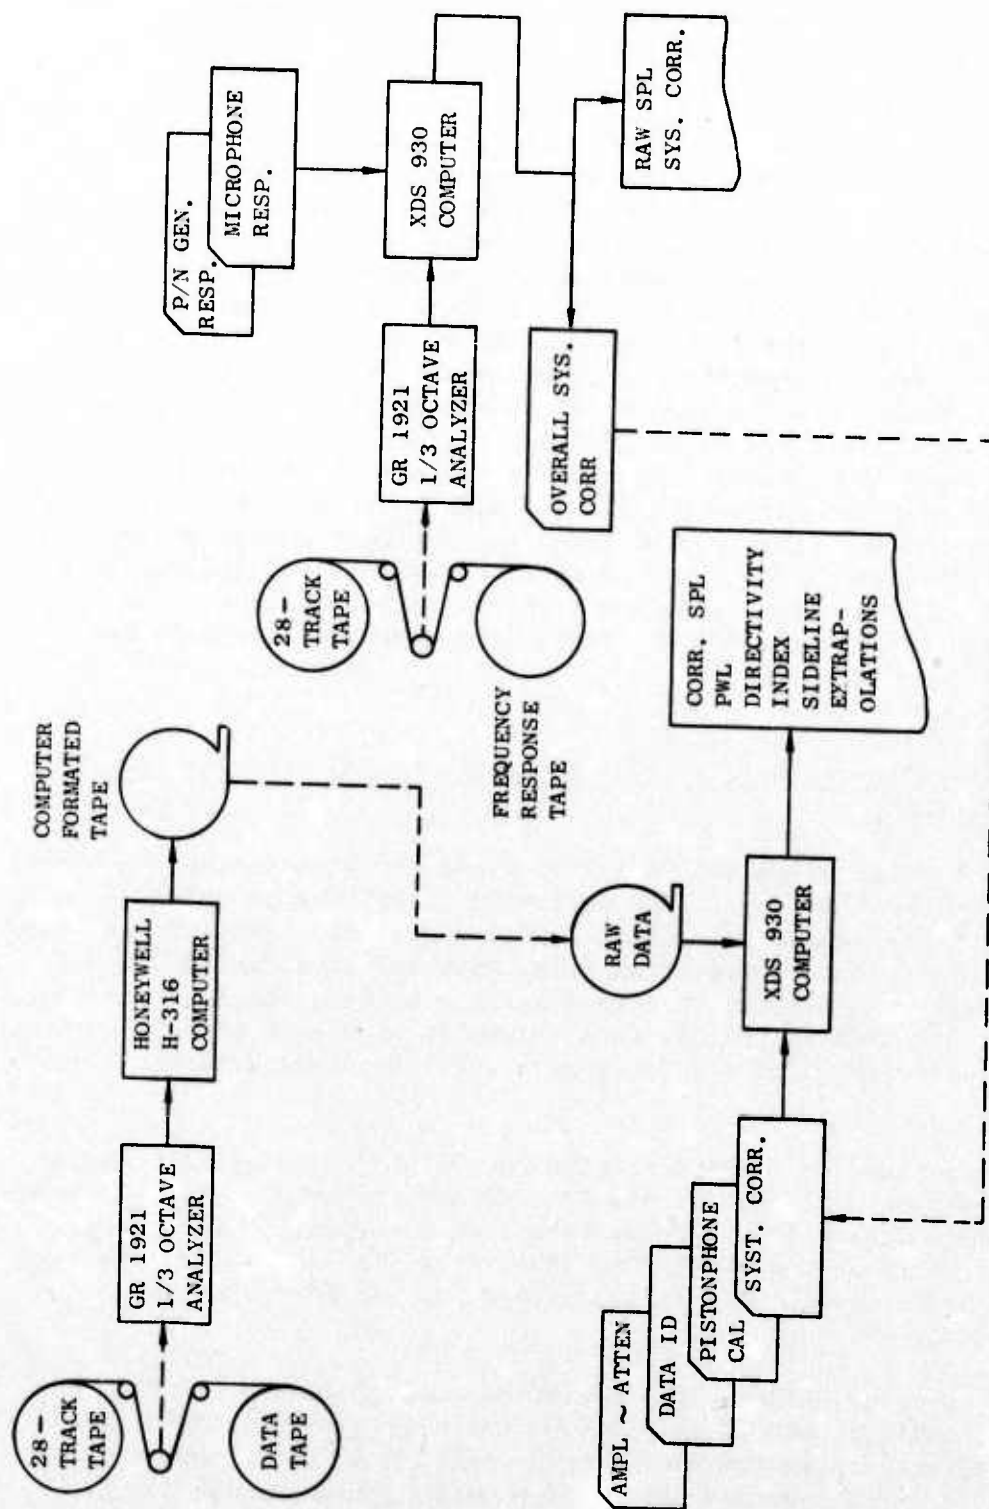 28-
TRACK
TAPE
DATA TAPE
GR 1921
1/3 OCTAVE
ANALYZER
HONEYWELL
H-316
COMPUTER
COMPUTER
FORMATED
TAPE
28-
TRACK
TAPE
FREQUENCY
RESPONSE
TAPE
GR 1921
1/3 OCTAVE
ANALYZER
P/N GEN.
RESP.
MICROPHONE
RESP.
XDS 930
COMPUTER
OVERALL SYS.
CORR
RAW SPL
SYS. CORR.
AMPL ~ ATTEN
DATA ID
PISTONPHONE
CAL
SYST. CORR.
RAW
DATA
XDS 930
COMPUTER
CORR. SPL
PWL
DIRECTIVITY
INDEX
SIDELINE
EXTRAP-
OLATIONS